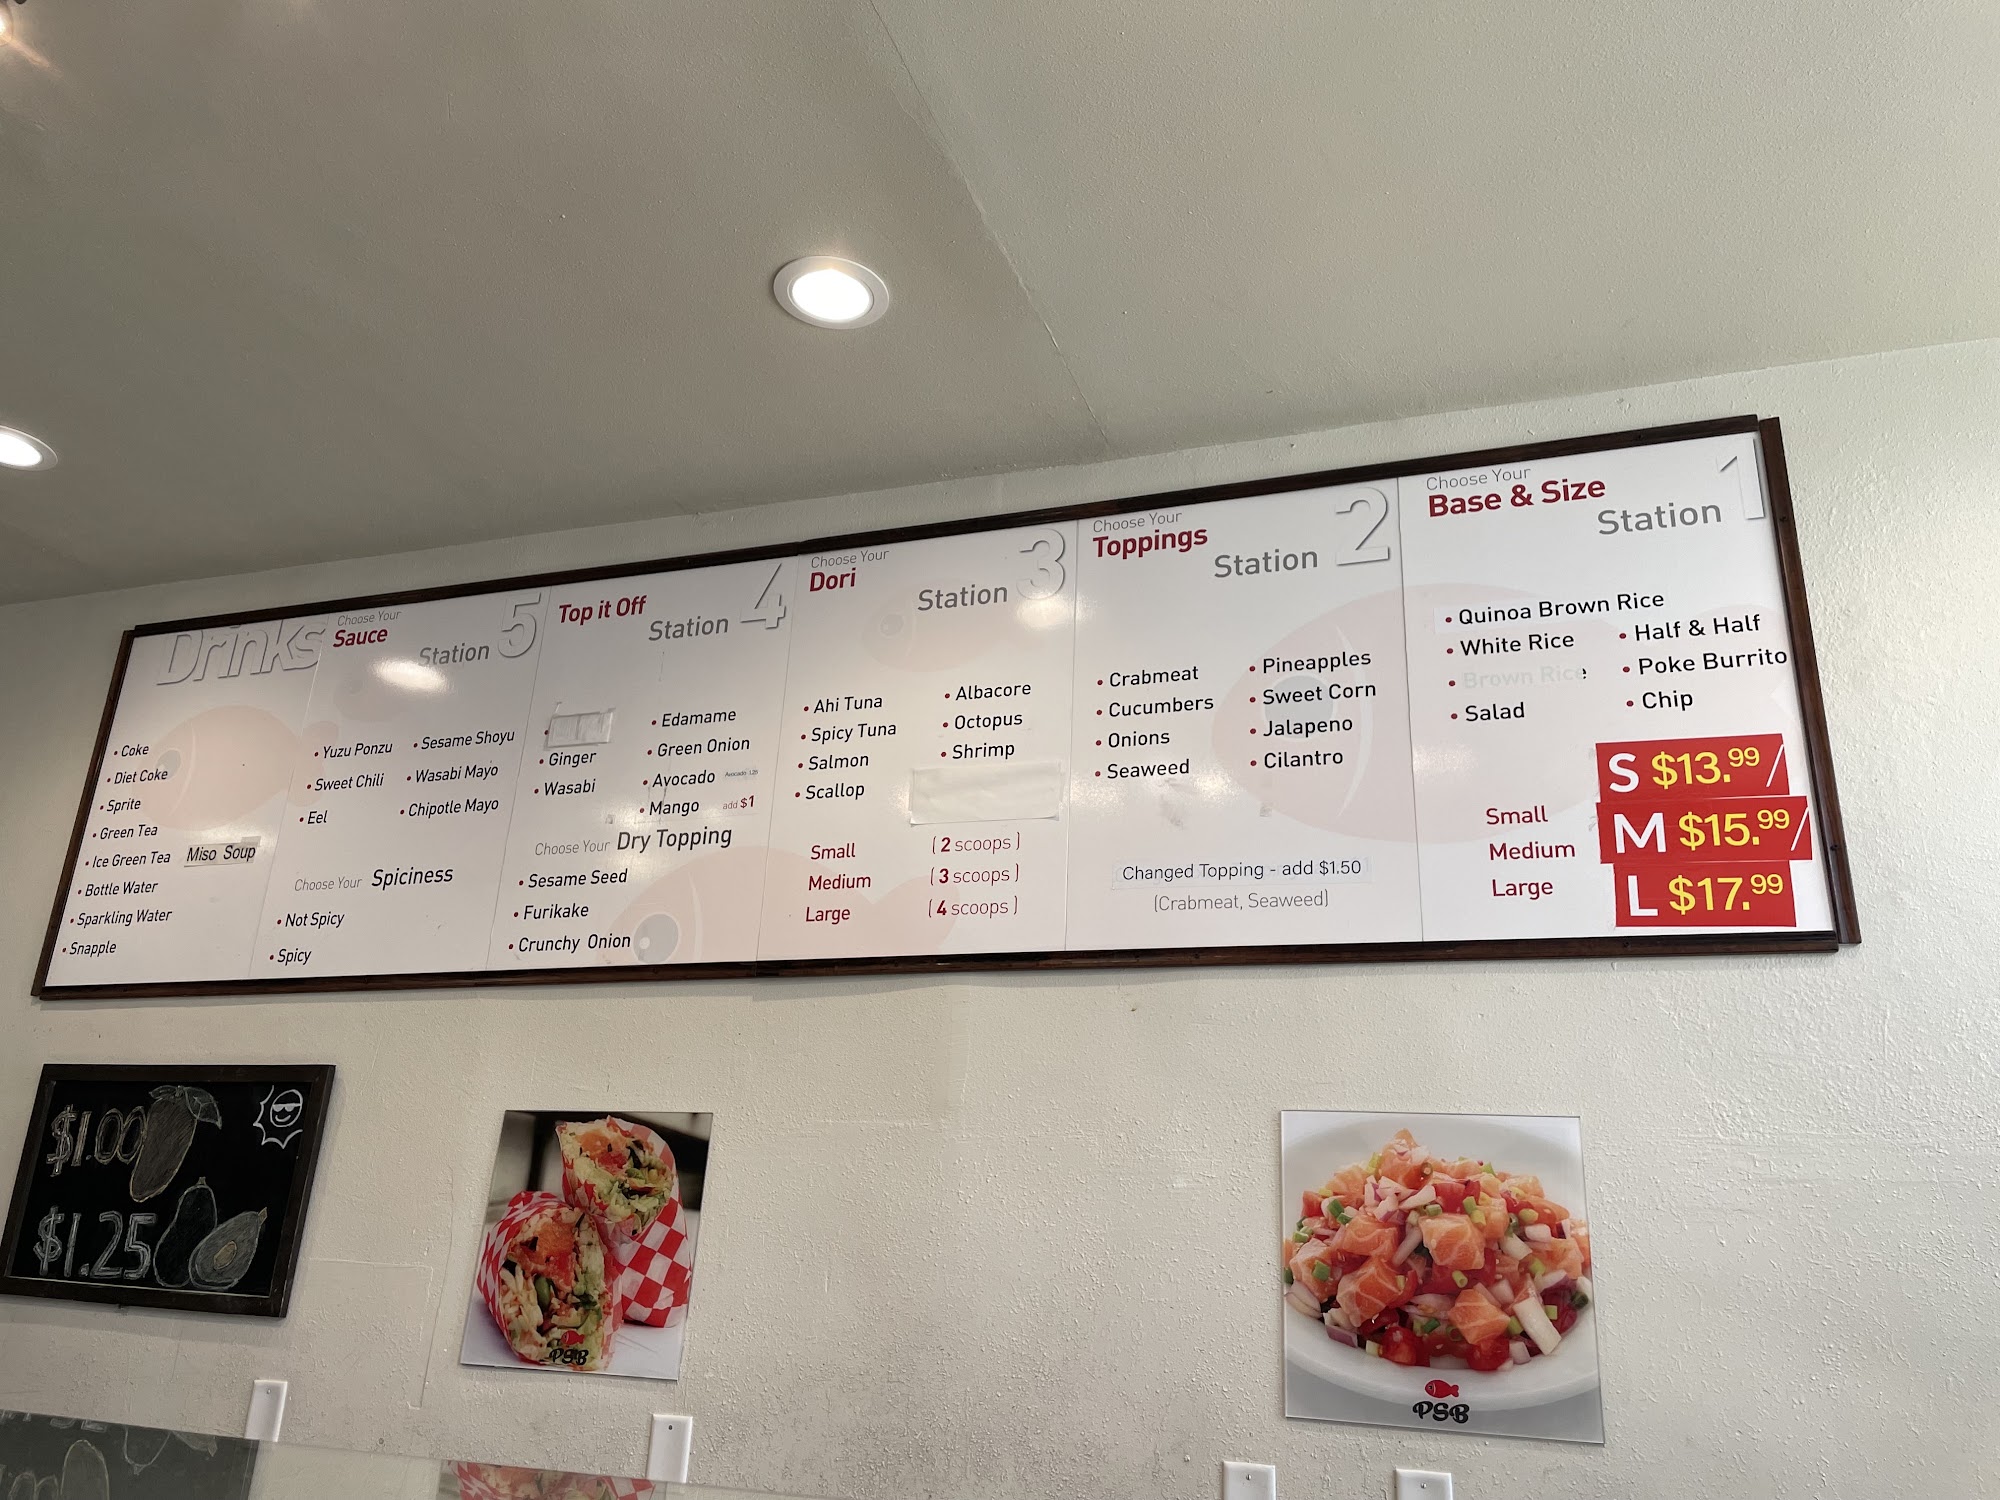 Drinks
• Coke
• Diet Coke
• Sprite
• Green Tea
• Ice Green Tea
Miso Soup
• Bottle Water
• Sparkling Water
• Snapple
Choose Your
Sauce
Station 5
• Yuzu Ponzu
• Sweet Chili
• Eel
• Sesame Shoyu
• Wasabi Mayo
• Chipotle Mayo
Choose Your Spiciness
• Not Spicy
• Spicy
Top it Off
Station 4
• Ginger
• Wasabi
• Edamame
• Green Onion
• Avocado Avocado 1.25
• Mango add $1
Choose Your Dry Topping
• Sesame Seed
• Furikake
• Crunchy Onion
Choose Your
Dori
Station 3
• Ahi Tuna
• Spicy Tuna
• Salmon
• Scallop
• Albacore
• Octopus
• Shrimp
Small (2 scoops)
Medium (3 scoops)
Large (4 scoops)
Choose Your
Toppings
Station 2
• Crabmeat
• Cucumbers
• Onions
• Seaweed
• Pineapples
• Sweet Corn
• Jalapeno
• Cilantro
Changed Topping - add $1.50
(Crabmeat, Seaweed)
Choose Your
Base & Size
Station 1
• Quinoa Brown Rice
• White Rice
• Brown Rice
• Salad
• Half & Half
• Poke Burrito
• Chip
Small S $13.99/
Medium M $15.99/
Large L $17.99
$1.00
$1.25
PSB
PSB